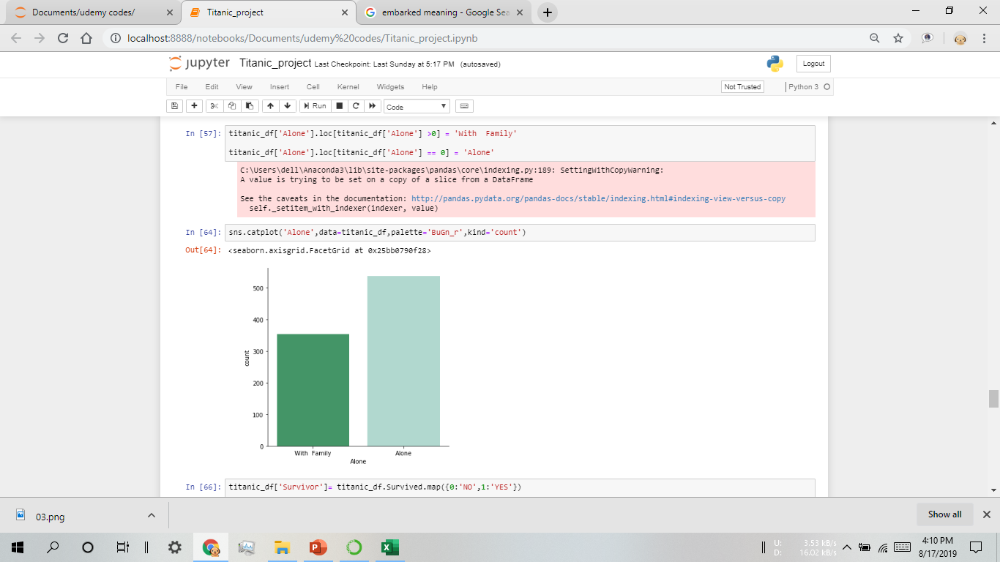 Documents/udemy codes/
Titanic_project
embarked meaning - Google Sea
localhost:8888/notebooks/Documents/udemy%20codes/Titanic_project.ipynb
jupyter Titanic_project Last Checkpoint: Last Sunday at 5:17 PM (autosaved)
Logout
File Edit View Insert Cell Kernel Widgets Help
Not Trusted
Python 3
Run
Code
In [57]: titanic_df['Alone'].loc[titanic_df['Alone'] >0] = 'With  Family'
titanic_df['Alone'].loc[titanic_df['Alone'] == 0] = 'Alone'
C:\Users\dell\Anaconda3\lib\site-packages\pandas\core\indexing.py:189: SettingWithCopyWarning:
A value is trying to be set on a copy of a slice from a DataFrame
See the caveats in the documentation: http://pandas.pydata.org/pandas-docs/stable/indexing.html#indexing-view-versus-copy
self._setitem_with_indexer(indexer, value)
In [64]: sns.catplot('Alone',data=titanic_df,palette='BuGn_r',kind='count')
Out[64]: <seaborn.axisgrid.FacetGrid at 0x25bb0790f28>
500
400
300
200
100
0
count
With  Family
Alone
Alone
In [66]: titanic_df['Survivor']= titanic_df.Survived.map({0:'NO',1:'YES'})
03.png
Show all
U: 3.53 kB/s
D: 16.02 kB/s
4:10 PM
8/17/2019